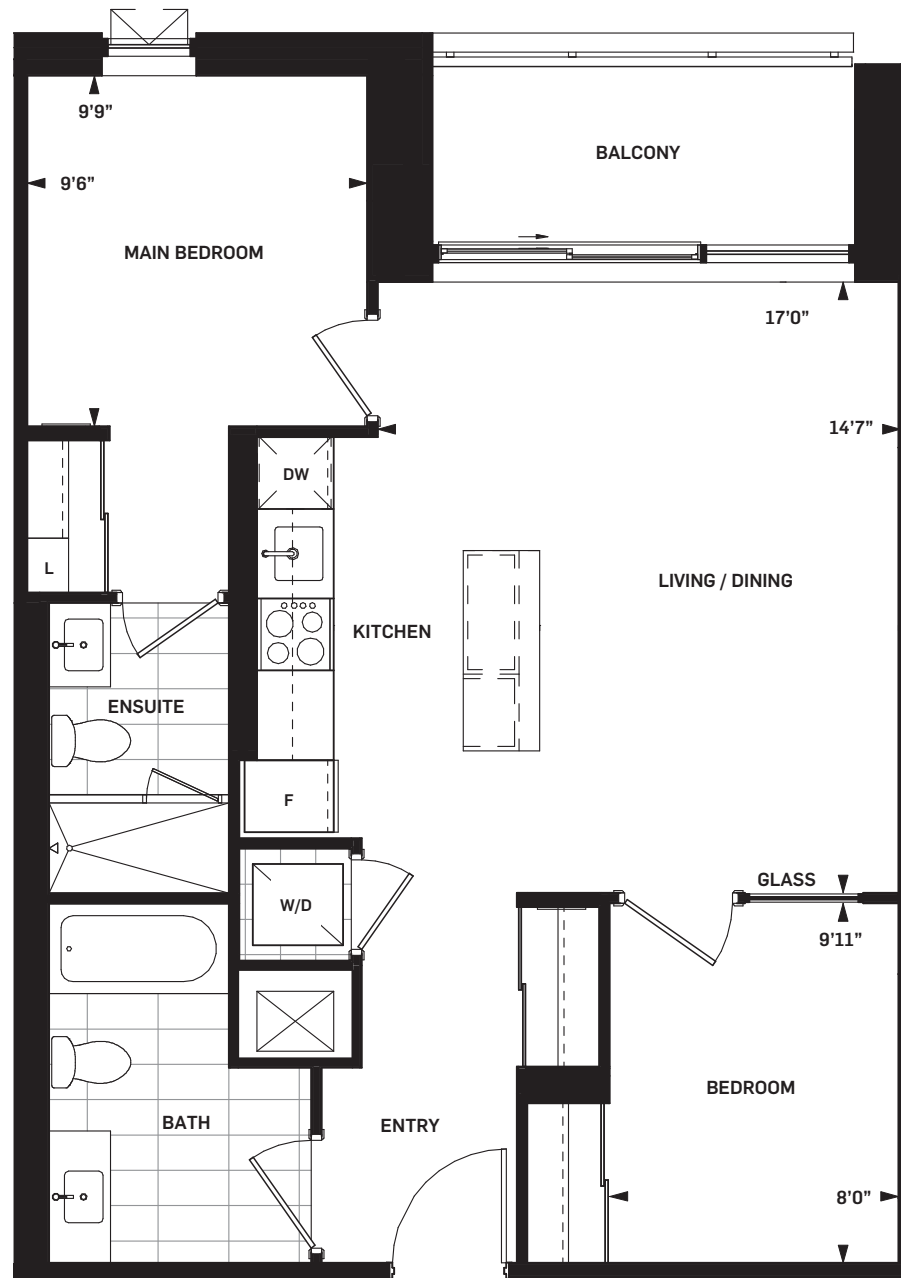 9'9"
BALCONY
9'6"
MAIN BEDROOM
17'0"
14'7"
DW
L
LIVING / DINING
KITCHEN
ENSUITE
F
GLASS
W/D
9'11"
BEDROOM
BATH
ENTRY
8'0"